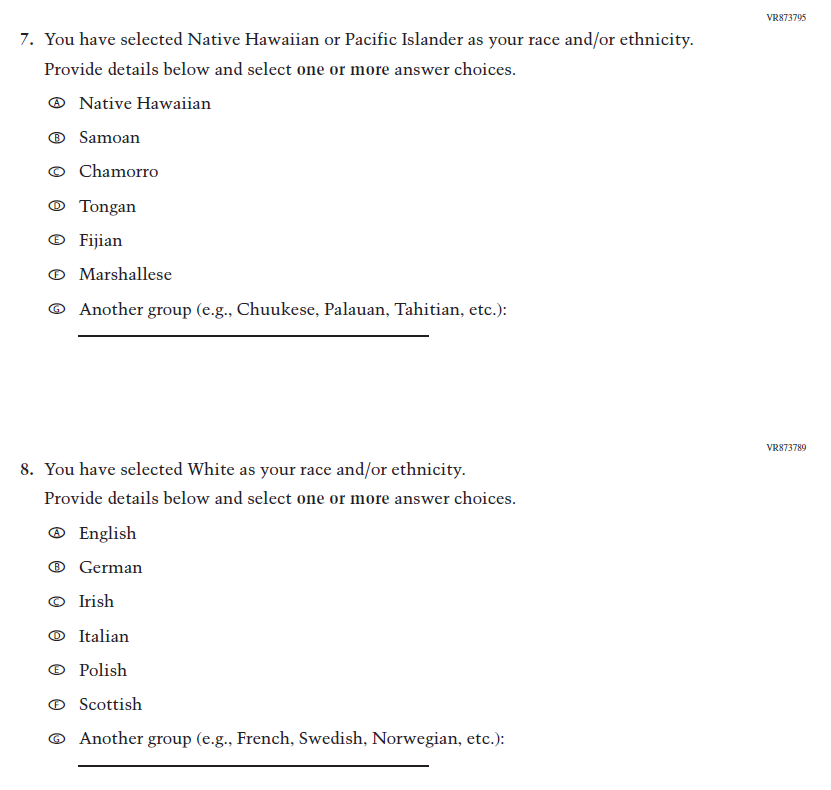 VR873795
7. You have selected Native Hawaiian or Pacific Islander as your race and/or ethnicity.
Provide details below and select one or more answer choices.
A Native Hawaiian
B Samoan
C Chamorro
D Tongan
E Fijian
F Marshallese
G Another group (e.g., Chuukese, Palauan, Tahitian, etc.):
VR873789
8. You have selected White as your race and/or ethnicity.
Provide details below and select one or more answer choices.
A English
B German
C Irish
D Italian
E Polish
F Scottish
G Another group (e.g., French, Swedish, Norwegian, etc.):